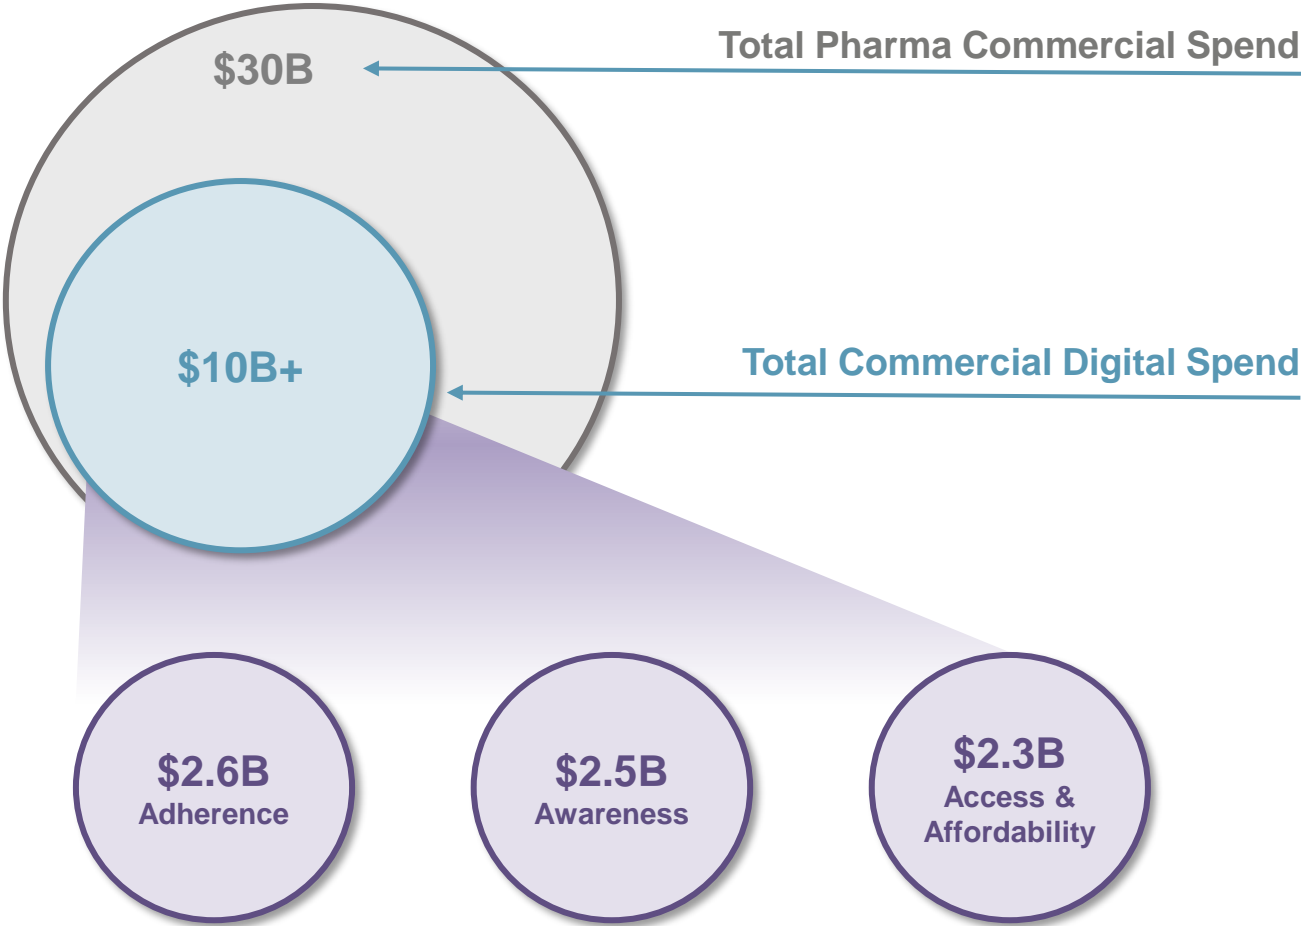 Total Pharma Commercial Spend
$30B
Total Commercial Digital Spend
$10B+
$2.6B
Adherence
$2.5B
Awareness
$2.3B
Access &
Affordability